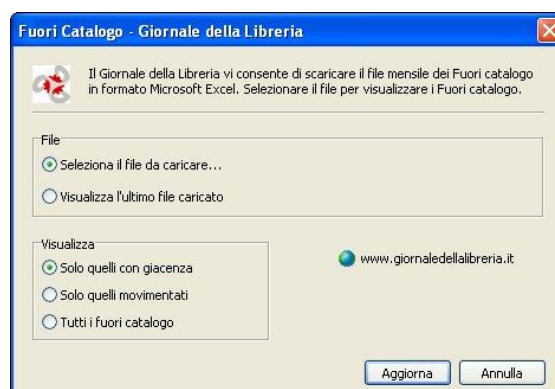 Fuori Catalogo - Giornale della Libreria
Il Giornale della Libreria vi consente di scaricare il file mensile dei Fuori catalogo
in formato Microsoft Excel. Selezionare il file per visualizzare i Fuori catalogo.
File
Seleziona il file da caricare...
Visualizza l'ultimo file caricato
Visualizza
Solo quelli con giacenza
www.giornaledellalibreria.it
Solo quelli movimentati
Tutti i fuori catalogo
Aggiorna
Annulla